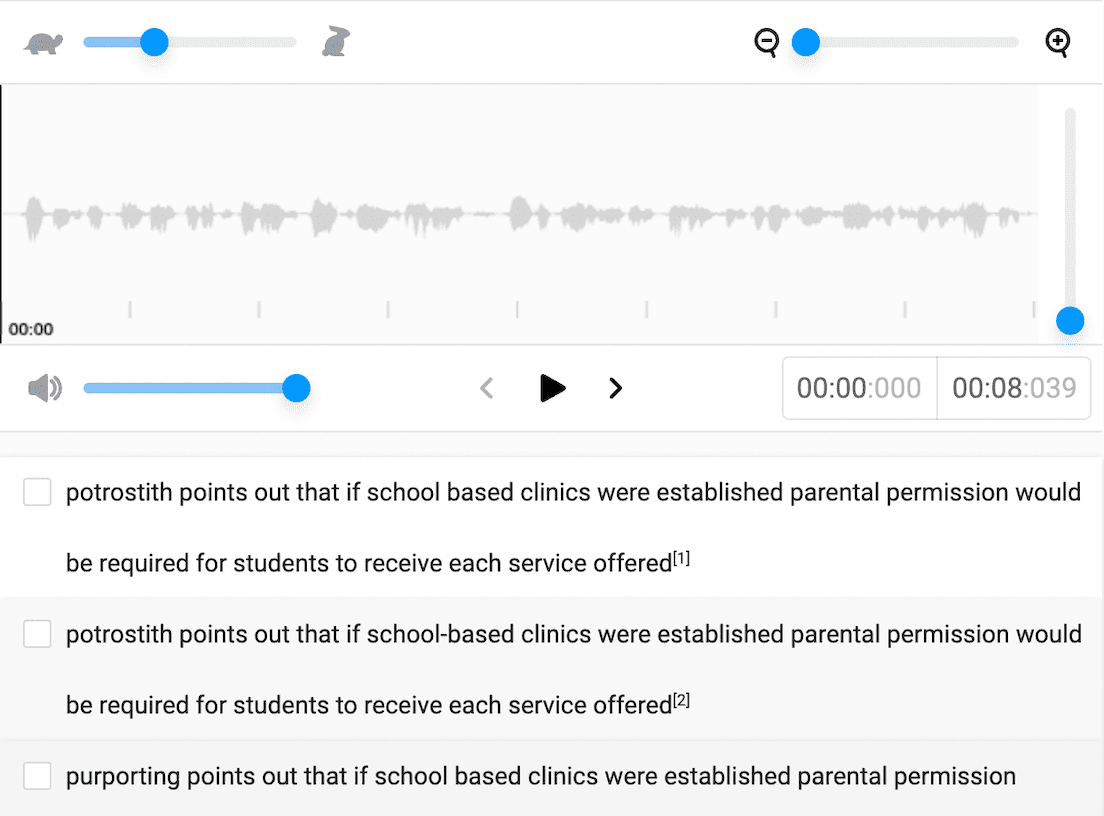 00:00
00:00:000 00:08:039
potrostith points out that if school based clinics were established parental permission would
be required for students to receive each service offered[1]
potrostith points out that if school-based clinics were established parental permission would
be required for students to receive each service offered[2]
purporting points out that if school based clinics were established parental permission